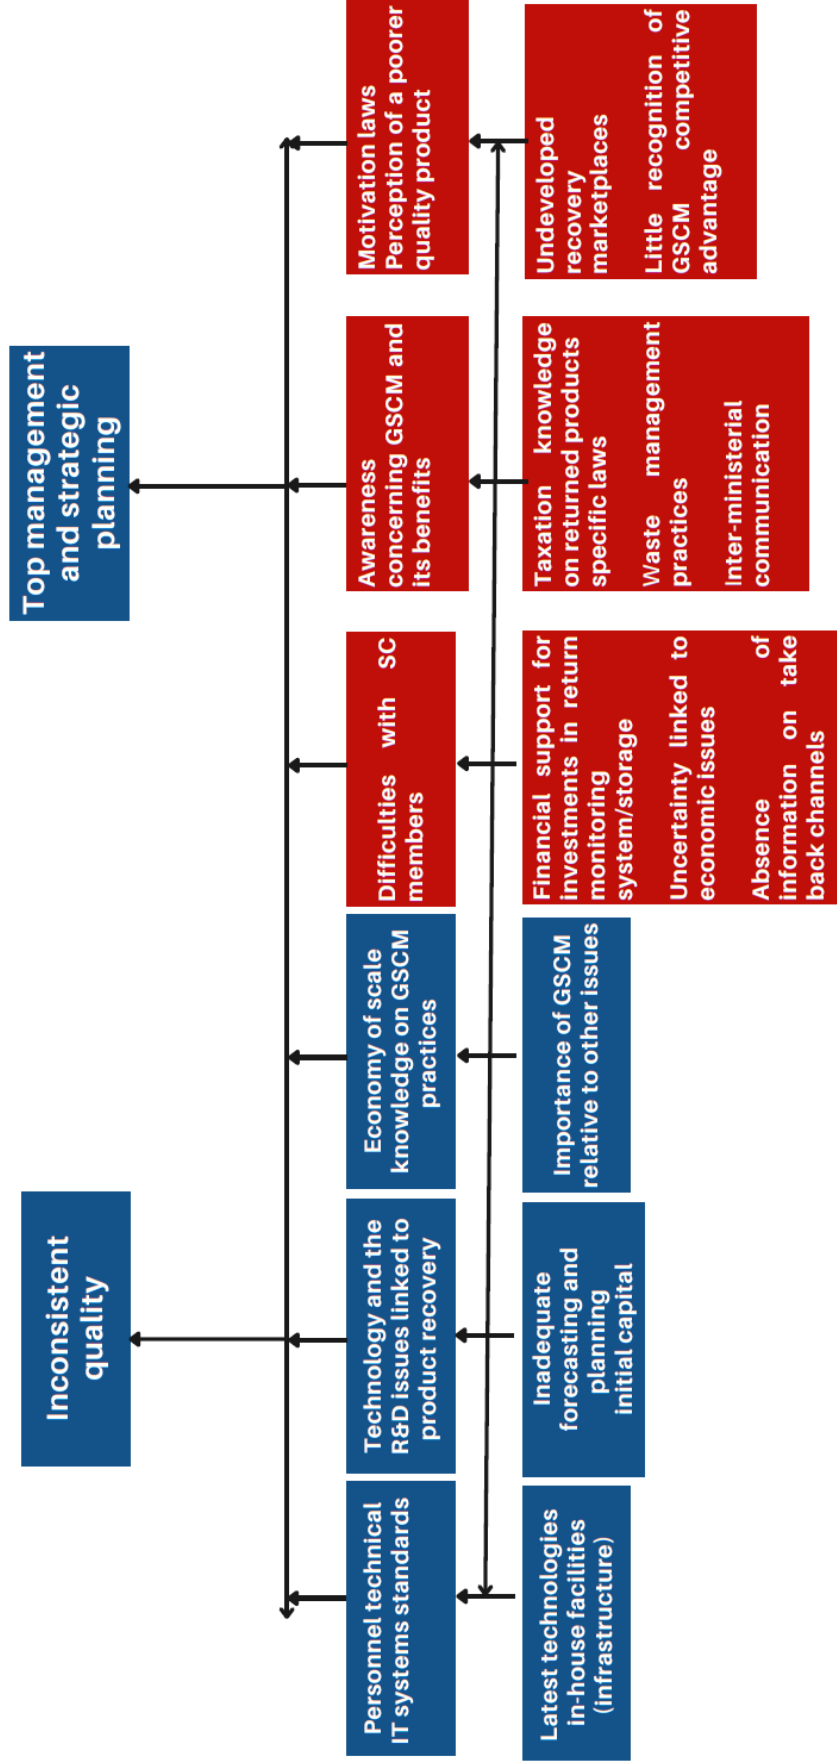 Inconsistent
quality
Top management
and strategic
planning
Personnel technical
IT systems standards
Technology and the
R&D issues linked to
product recovery
Economy of scale
knowledge on GSCM
practices
Difficulties with SC
members
Awareness
concerning GSCM and
its benefits
Motivation laws
Perception of a poorer
quality product
Latest technologies
in-house facilities
(infrastructure)
Inadequate
forecasting and
planning
initial capital
Importance of GSCM
relative to other issues
Financial support for
investments in return
monitoring
system/storage
Uncertainty linked to
economic issues
Absence of
information on take
back channels
Taxation knowledge
on returned products
specific laws
Waste management
practices
Inter-ministerial
communication
Undeveloped
recovery
marketplaces
Little recognition of
GSCM competitive
advantage